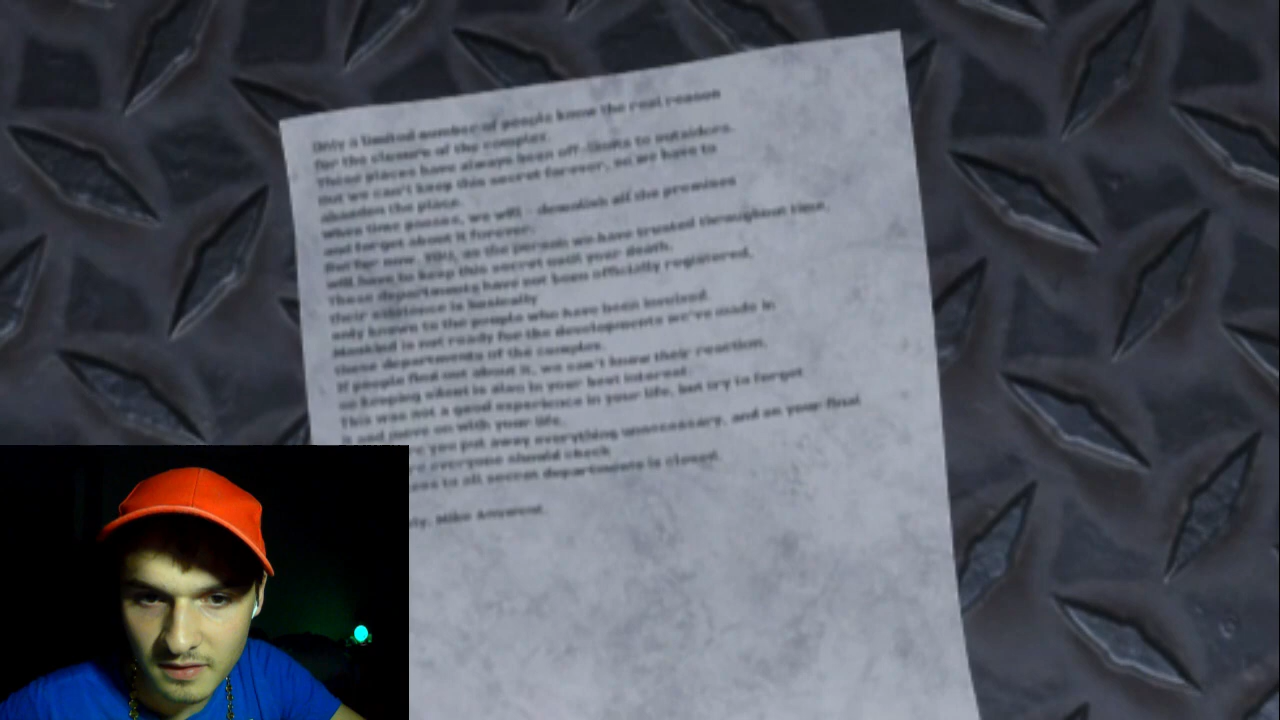 Only a limited number of people know the real reason
for the closure of the complex.
These places have always been off-limits to outsiders.
But we can't keep this secret forever, so we have to
abandon the place.
When time passes, we will - demolish all the premises
and forget about it forever.
But for now, YOU, as the person we have trusted throughout time,
will have to keep this secret until your death.
These departments have not been officially registered,
their existence is basically
only known to the people who have been involved.
Mankind is not ready for the developments we've made in
these departments of the complex.
If people find out about it, we can't know their reaction,
so keeping silent is also in your best interest.
This was not a good experience in your life, but try to forget
it and move on with your life.
you put away everything unnecessary, and on your final
everyone should check
to all secret departments is closed.
Mike